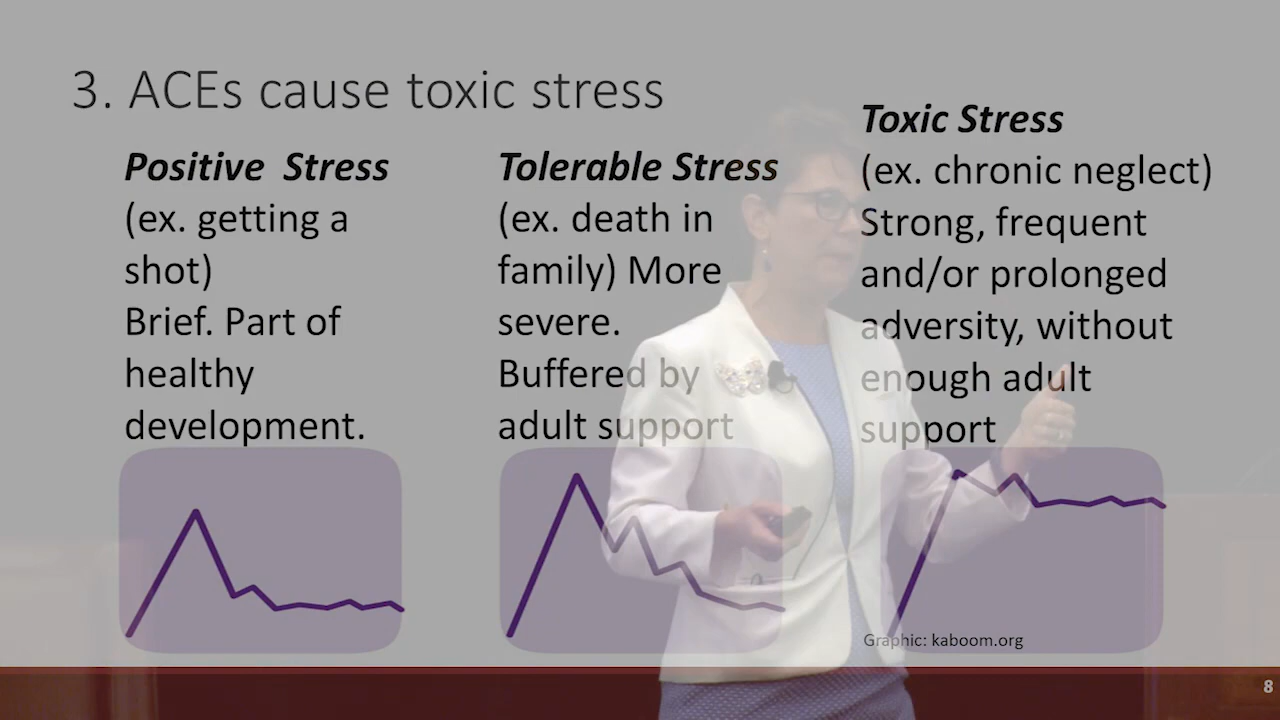 3. ACEs cause toxic stress
Positive Stress
(ex. getting a
shot)
Brief. Part of
healthy
development.
Tolerable Stress
(ex. death in
family) More
severe.
Buffered by
adult support
Toxic Stress
(ex. chronic neglect)
Strong, frequent
and/or prolonged
adversity, without
enough adult
support
Graphic: kaboom.org
8